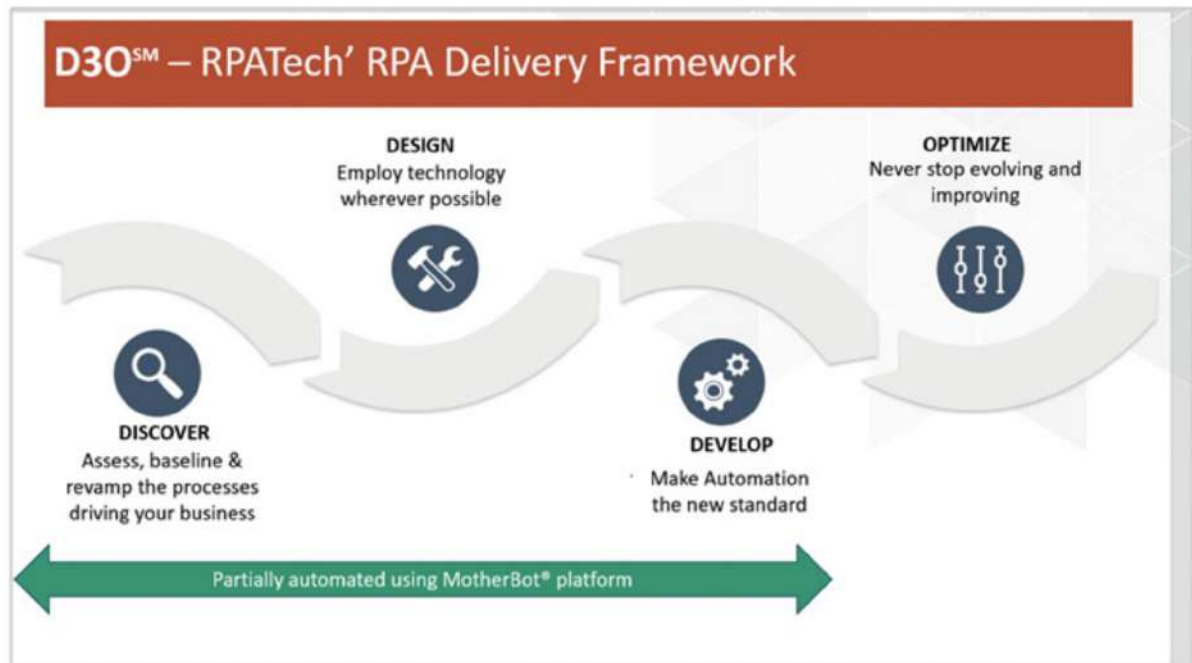 D3O℠ – RPATech' RPA Delivery Framework
DESIGN
Employ technology
wherever possible
OPTIMIZE
Never stop evolving and
improving
DISCOVER
Assess, baseline &
revamp the processes
driving your business
DEVELOP
Make Automation
the new standard
Partially automated using MotherBot® platform